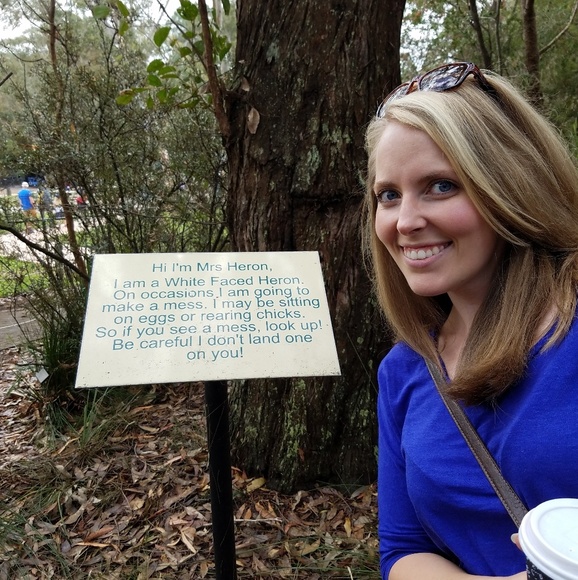 Hi I'm Mrs Heron,
I am a White Faced Heron.
On occasions I am going to
make a mess. I may be sitting
on eggs or rearing chicks.
So if you see a mess, look up!
Be careful I don't land one
on you!